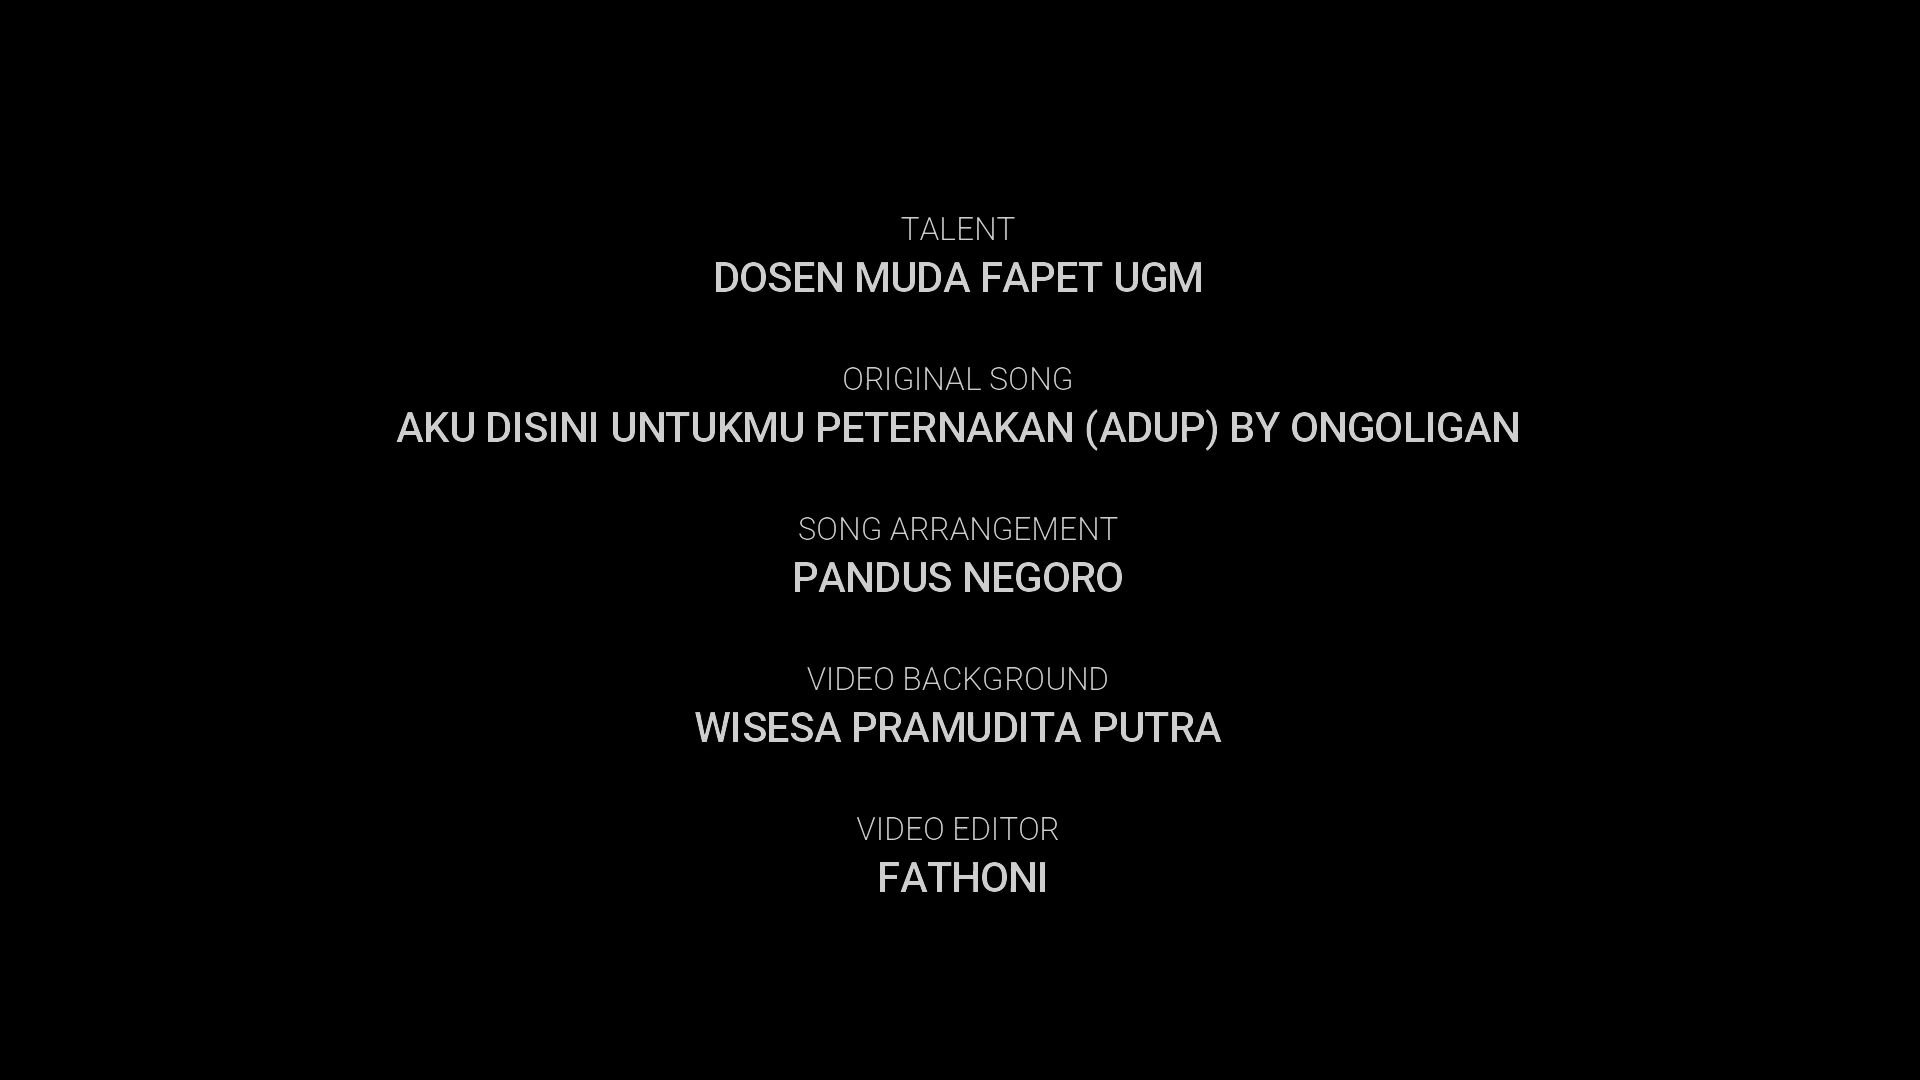 TALENT
DOSEN MUDA FAPET UGM
ORIGINAL SONG
AKU DISINI UNTUKMU PETERNAKAN (ADUP) BY ONGOLIGAN
SONG ARRANGEMENT
PANDUS NEGORO
VIDEO BACKGROUND
WISESA PRAMUDITA PUTRA
VIDEO EDITOR
FATHONI